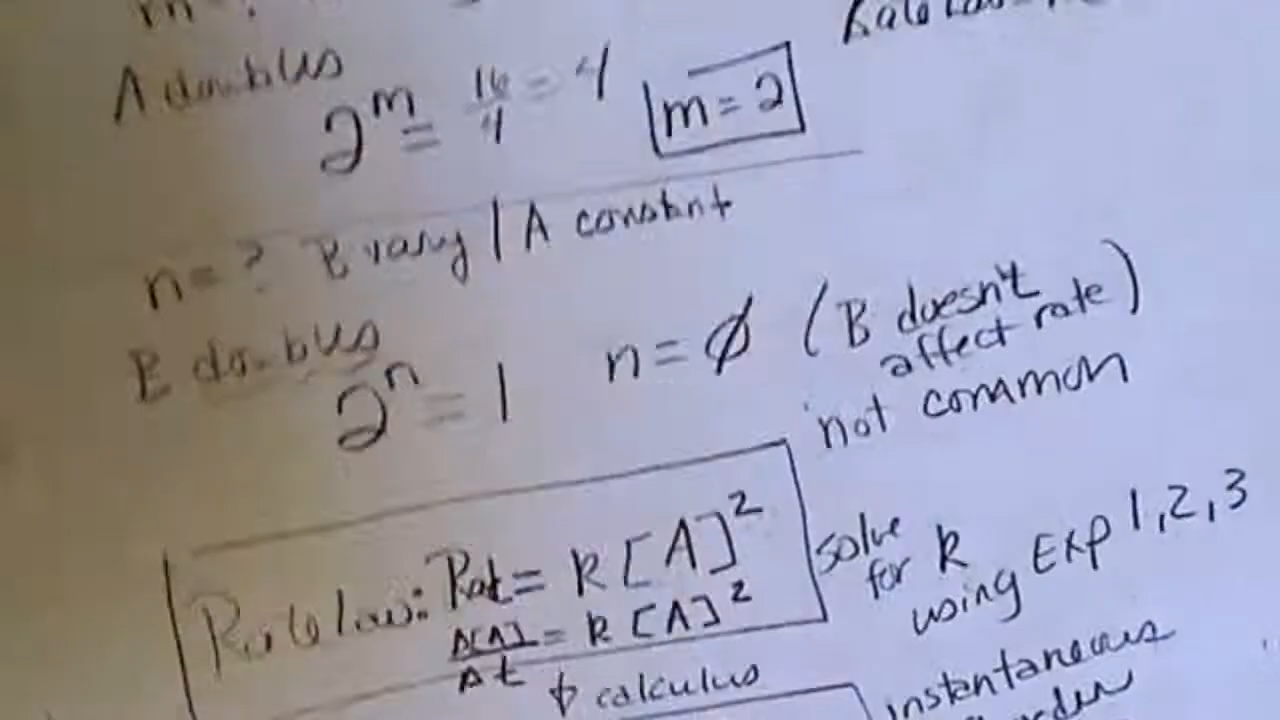 A doubles
2^m = 16/4 = 4 m = 2
n = ? B vary | A constant
B doubles
2^n = 1 n = ∅ (B doesn't affect rate)
not common
Rate law: Rat = k[A]^2
Δ[A]/Δt = k[A]^2
solve for k
using Exp 1, 2, 3
calculus
instantaneous